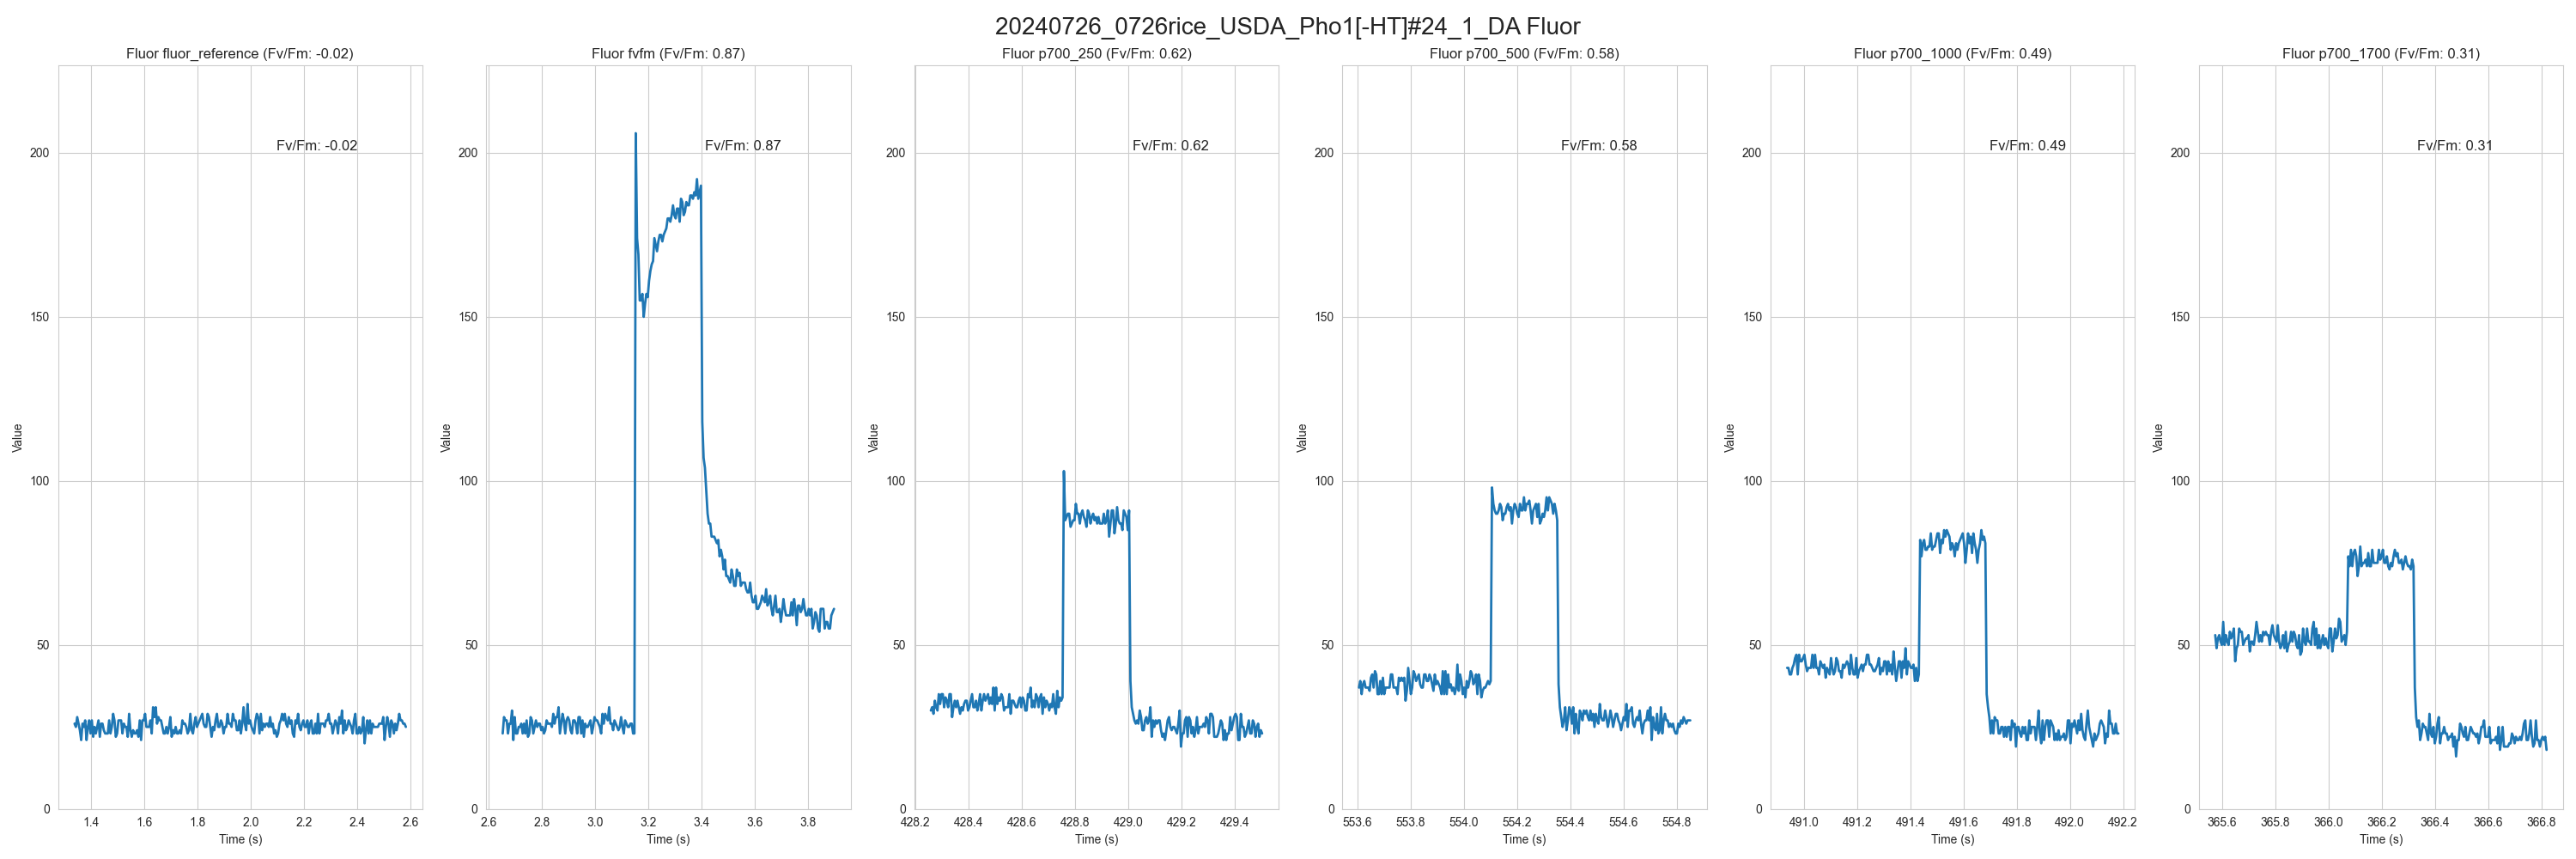 20240726_0726rice_USDA_Pho1[-HT]#24_1_DA Fluor
Fluor fluor_reference (Fv/Fm: -0.02)
Fv/Fm: -0.02
Value
200
150
100
50
0
1.4 1.6 1.8 2.0 2.2 2.4 2.6
Time (s)
Fluor fvfm (Fv/Fm: 0.87)
Fv/Fm: 0.87
Value
200
150
100
50
0
2.6 2.8 3.0 3.2 3.4 3.6 3.8
Time (s)
Fluor p700_250 (Fv/Fm: 0.62)
Fv/Fm: 0.62
Value
200
150
100
50
0
428.2 428.4 428.6 428.8 429.0 429.2 429.4
Time (s)
Fluor p700_500 (Fv/Fm: 0.58)
Fv/Fm: 0.58
Value
200
150
100
50
0
553.6 553.8 554.0 554.2 554.4 554.6 554.8
Time (s)
Fluor p700_1000 (Fv/Fm: 0.49)
Fv/Fm: 0.49
Value
200
150
100
50
0
491.0 491.2 491.4 491.6 491.8 492.0 492.2
Time (s)
Fluor p700_1700 (Fv/Fm: 0.31)
Fv/Fm: 0.31
Value
200
150
100
50
0
365.6 365.8 366.0 366.2 366.4 366.6 366.8
Time (s)